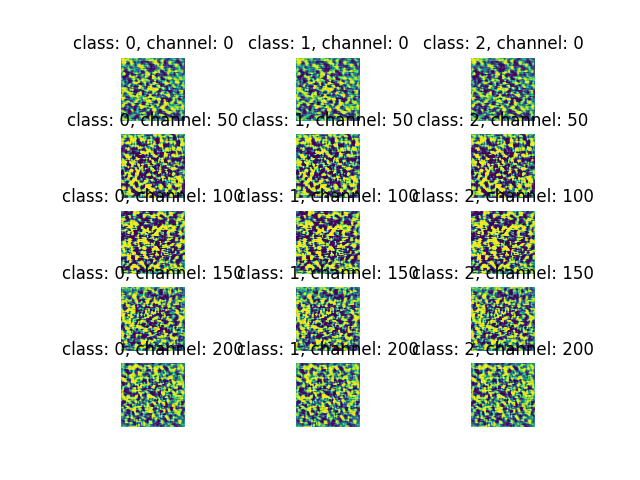 class: 0, channel: 0 class: 1, channel: 0 class: 2, channel: 0
class: 0, channel: 50 class: 1, channel: 50 class: 2, channel: 50
class: 0, channel: 100 class: 1, channel: 100 class: 2, channel: 100
class: 0, channel: 150 class: 1, channel: 150 class: 2, channel: 150
class: 0, channel: 200 class: 1, channel: 200 class: 2, channel: 200